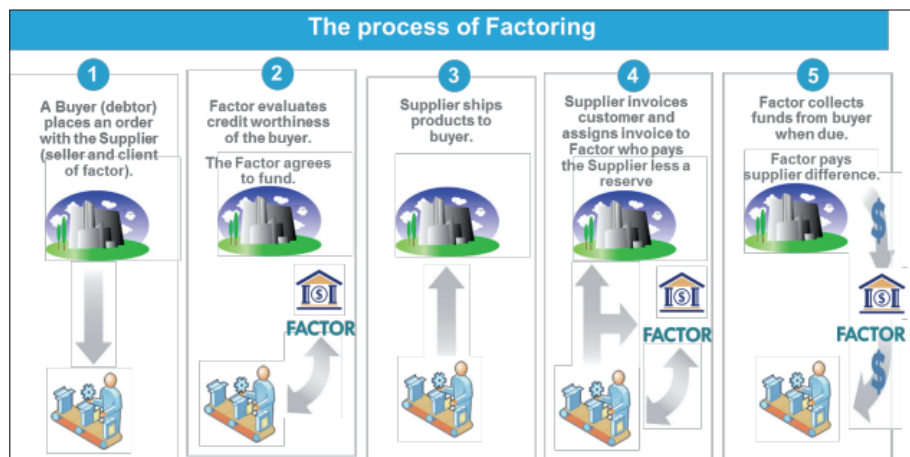 The process of Factoring
1
A Buyer (debtor)
places an order
with the Supplier
(seller and client
of factor).
2
Factor evaluates
credit worthiness
of the buyer.
The Factor agrees
to fund.
$
FACTOR
3
Supplier ships
products to
buyer.
4
Supplier invoices
customer and
assigns invoice to
Factor who pays
the Supplier less a
reserve
$
FACTOR
5
Factor collects
funds from buyer
when due.
Factor pays
supplier difference.
$
$
FACTOR
$